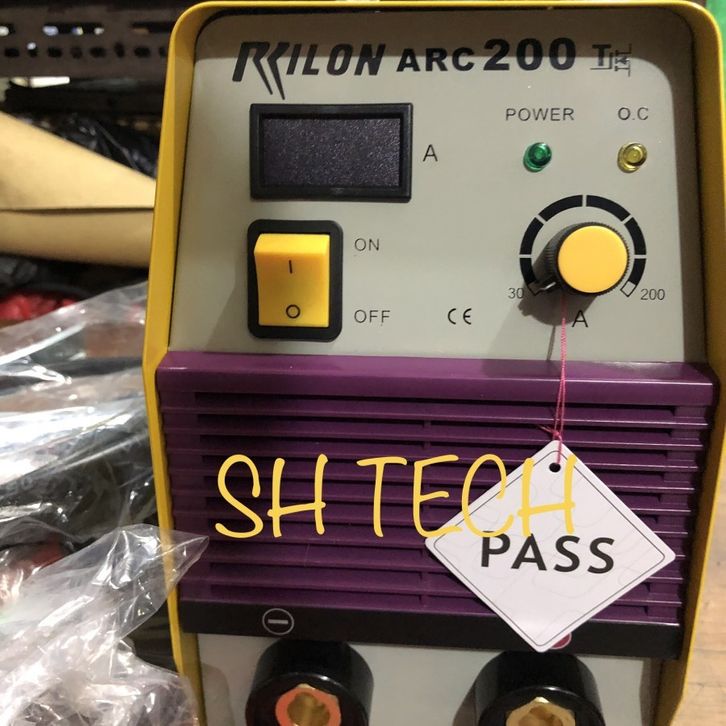 RILON ARC 200 T
POWER O.C
A
ON
I
O
OFF
CE
30 200
A
SH TECH
PASS